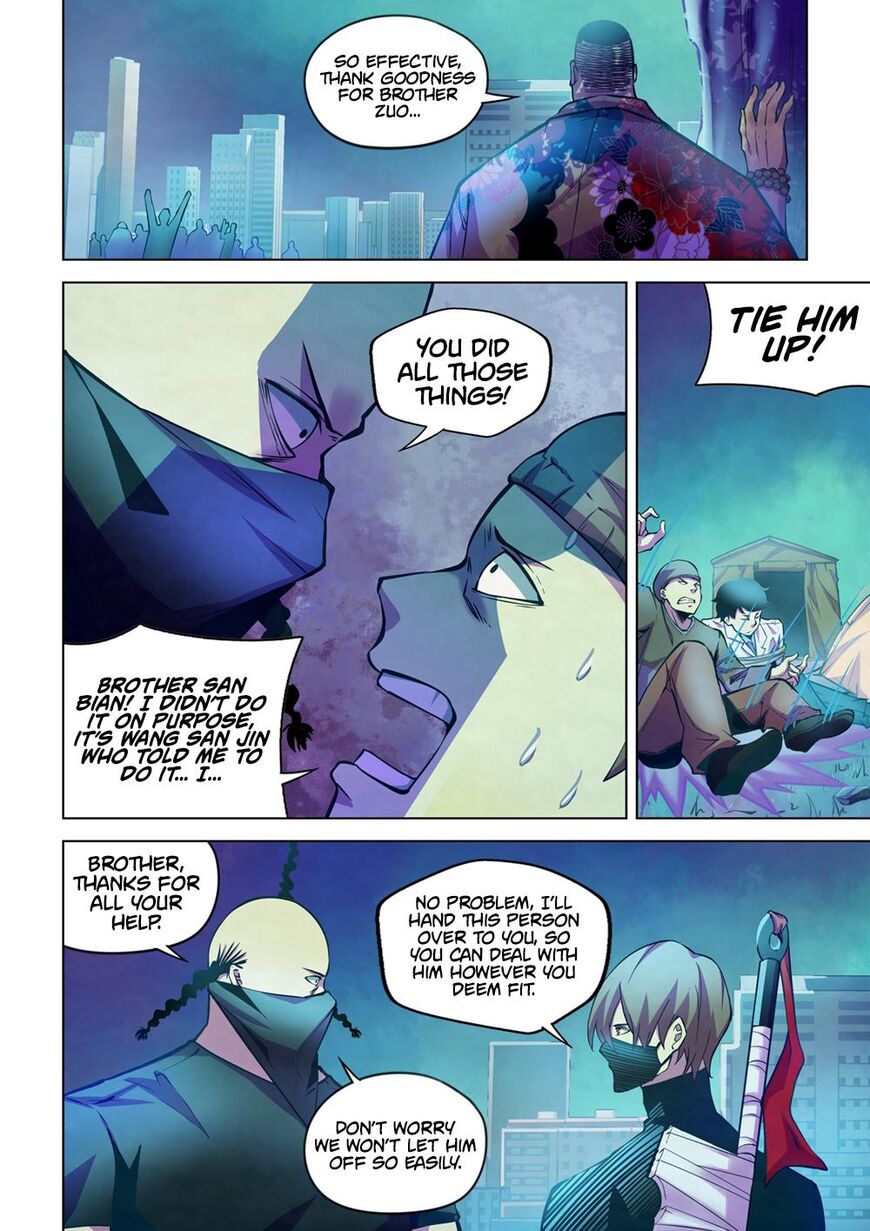 SO EFFECTIVE,
THANK GOODNESS
FOR BROTHER
ZUO...
YOU DID
ALL THOSE
THINGS!
TIE HIM
UP!
BROTHER SAN
BIAN! I DIDN'T DO
IT ON PURPOSE,
IT'S WANG SAN JIN
WHO TOLD ME TO
DO IT... I...
BROTHER,
THANKS FOR
ALL YOUR
HELP.
NO PROBLEM, I'LL
HAND THIS PERSON
OVER TO YOU, SO
YOU CAN DEAL WITH
HIM HOWEVER YOU
DEEM FIT.
DON'T WORRY
WE WON'T LET HIM
OFF SO EASILY.